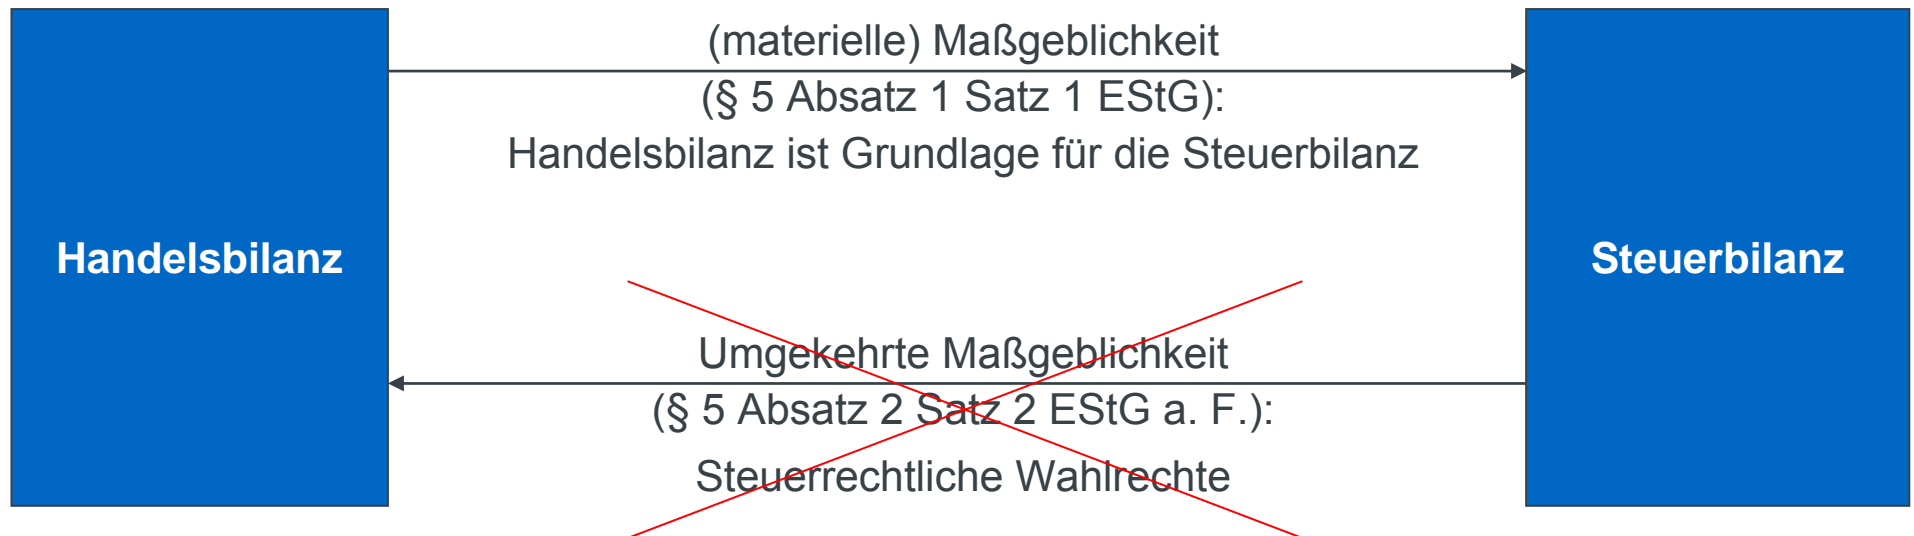 (materielle) Maßgeblichkeit
(§ 5 Absatz 1 Satz 1 EStG):
Handelsbilanz ist Grundlage für die Steuerbilanz
Handelsbilanz
Steuerbilanz
Umgekehrte Maßgeblichkeit
(§ 5 Absatz 2 Satz 2 EStG a. F.):
Steuerrechtliche Wahlrechte